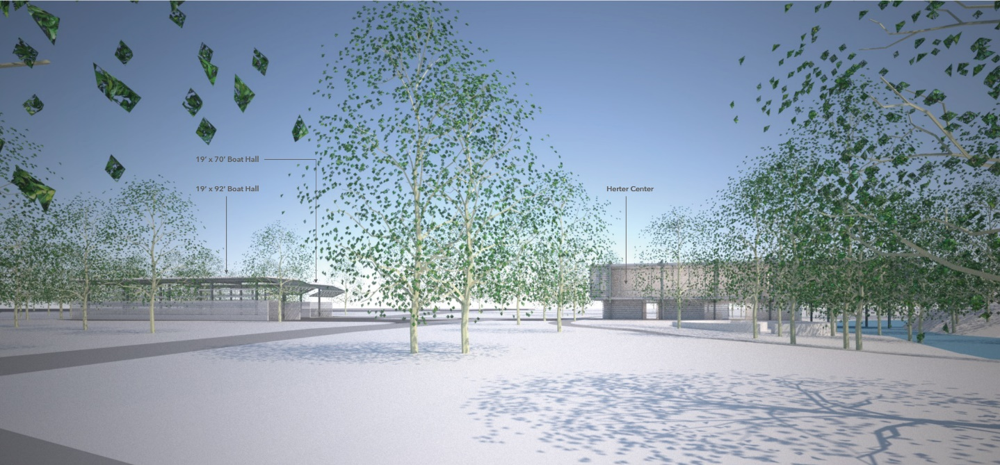 19’ x 70’ Boat Hall
19’ x 92’ Boat Hall
Herter Center